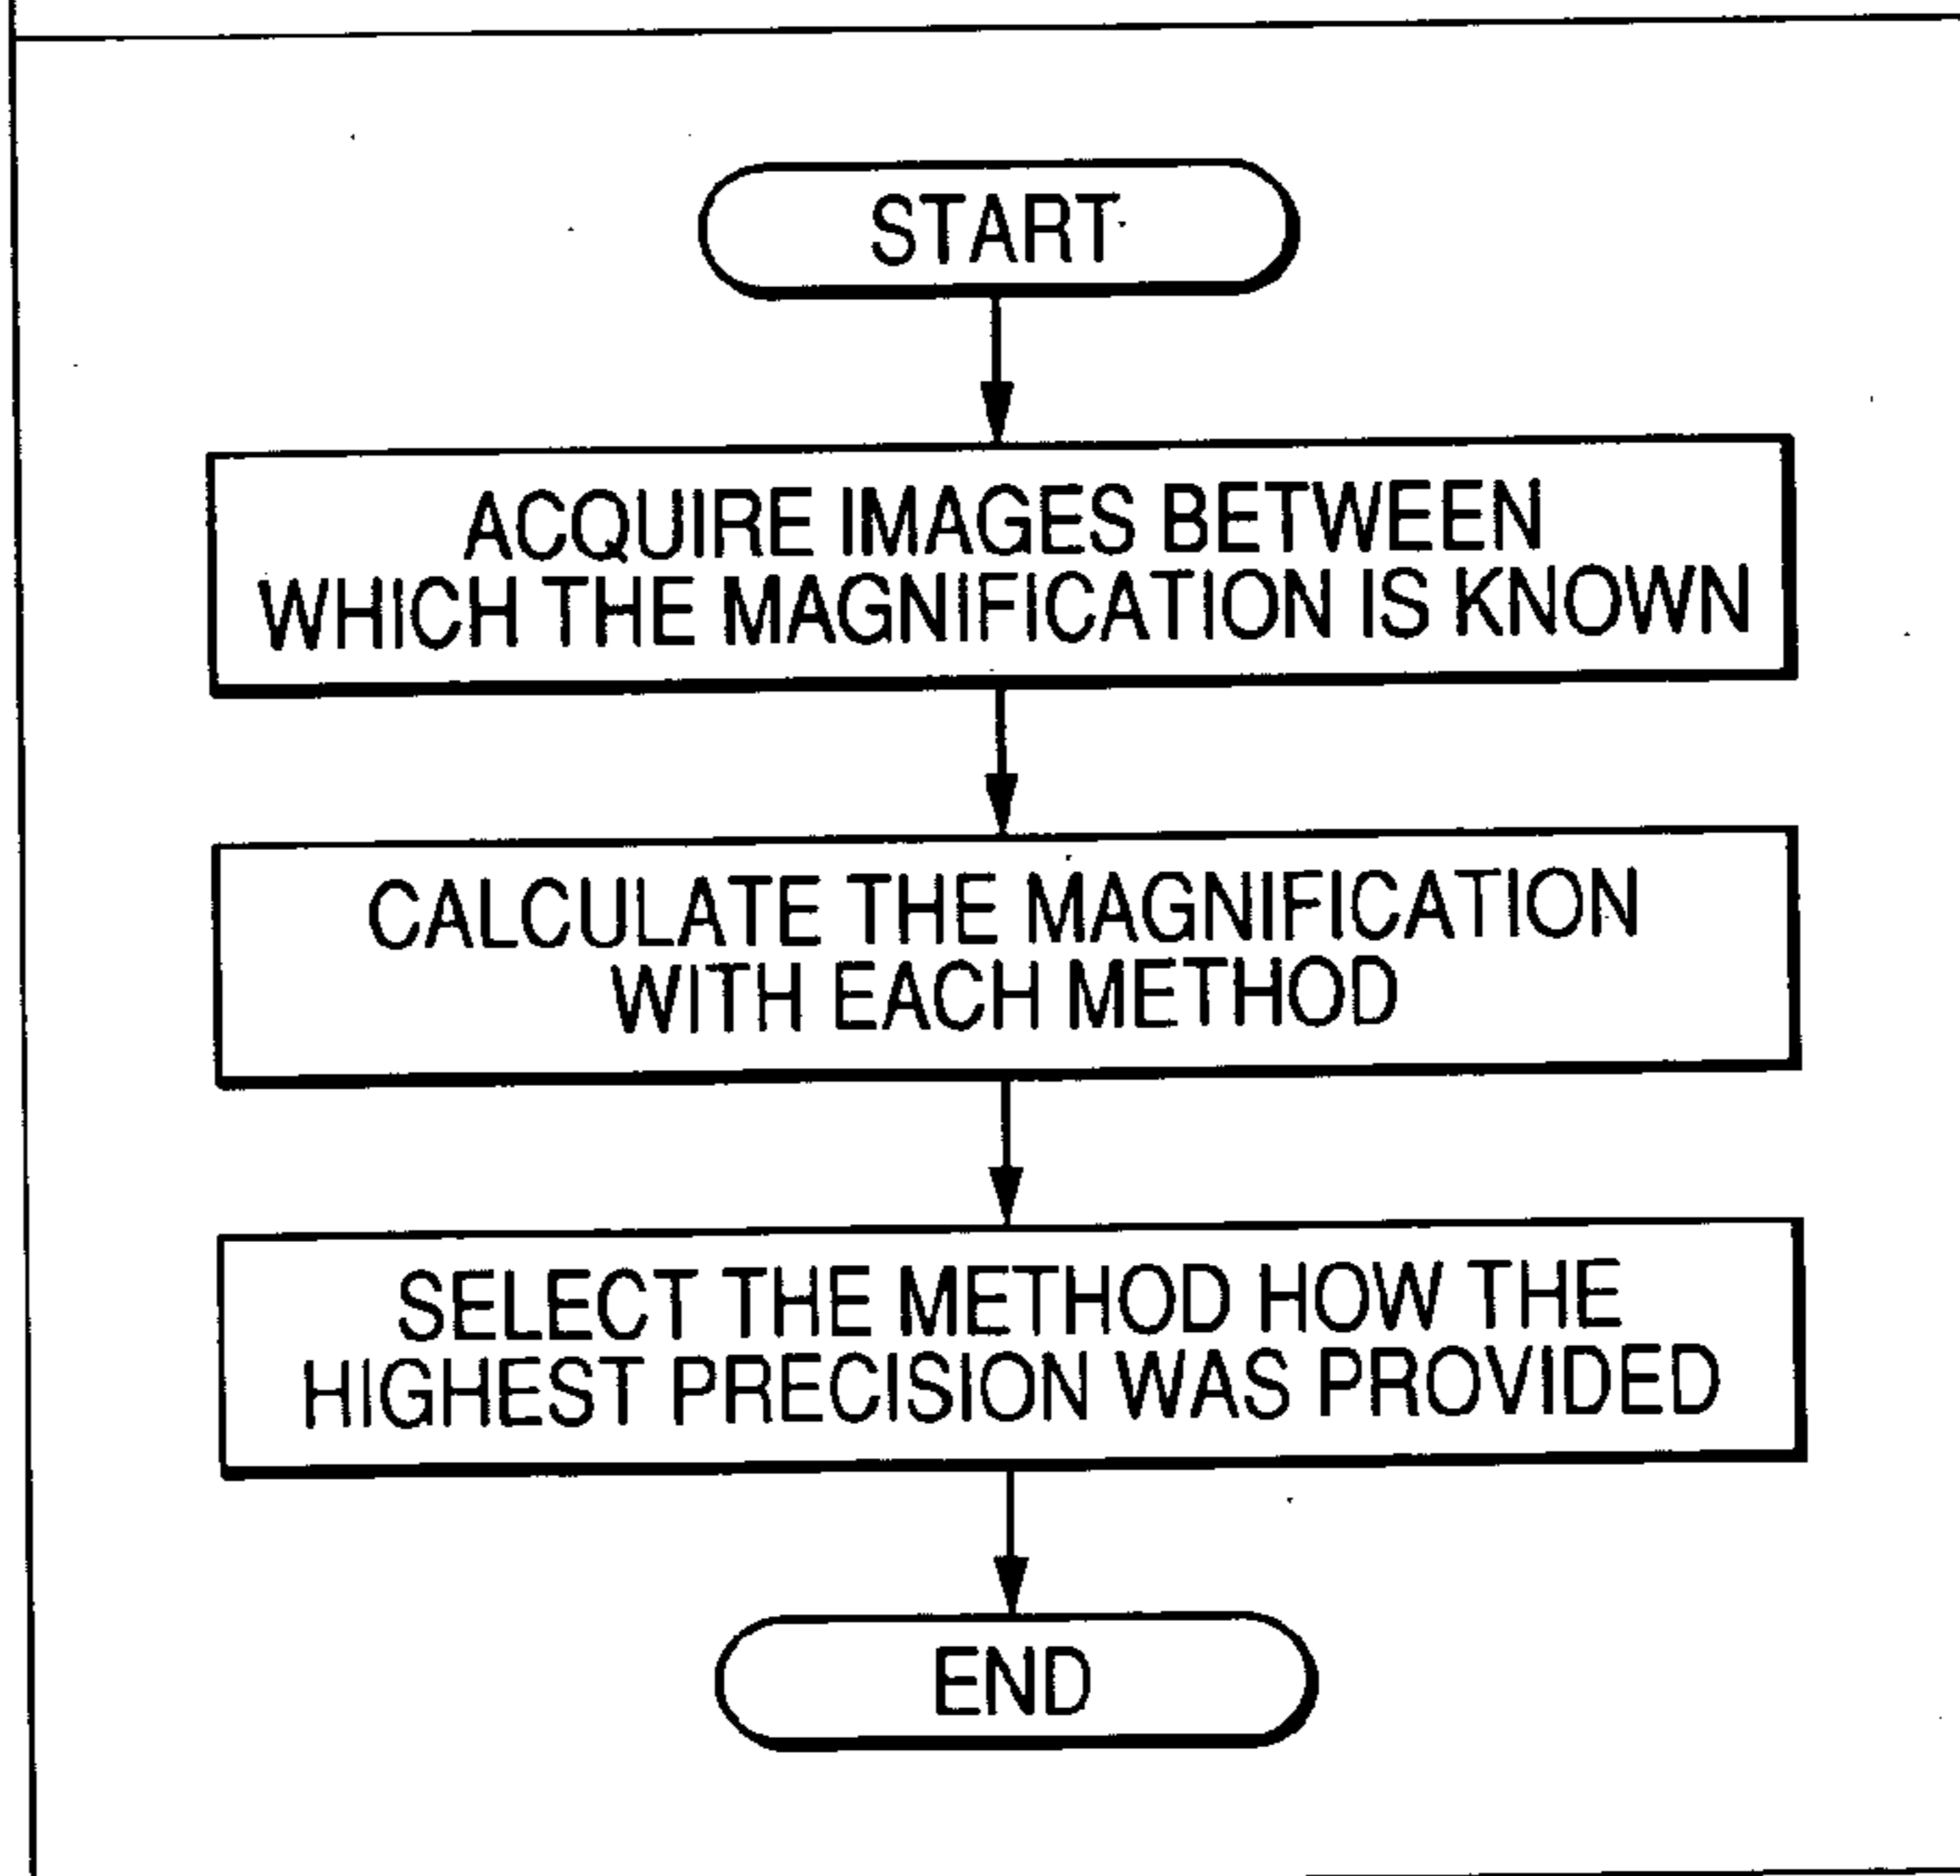 START
ACQUIRE IMAGES BETWEEN
WHICH THE MAGNIFICATION IS KNOWN
CALCULATE THE MAGNIFICATION
WITH EACH METHOD
SELECT THE METHOD HOW THE
HIGHEST PRECISION WAS PROVIDED
END